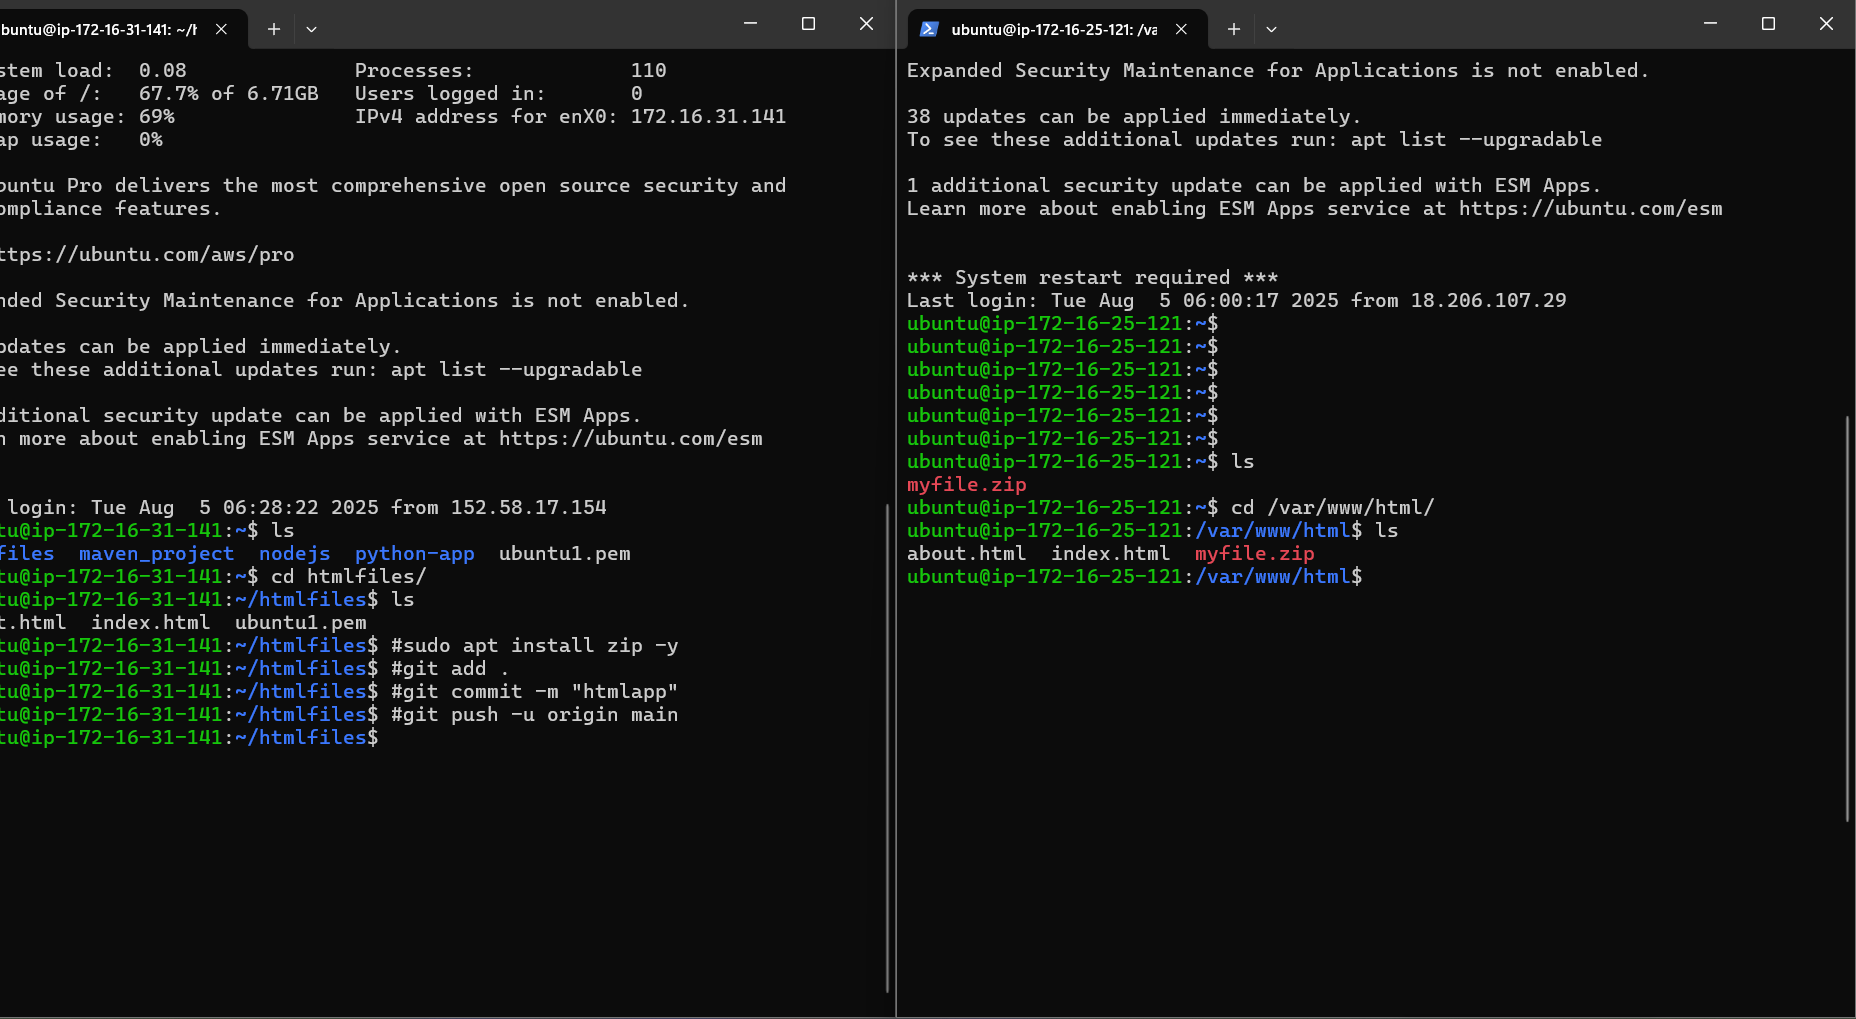 buntu@ip-172-16-31-141: ~/h
stem load:  0.08              Processes:             110
age of /:   67.7% of 6.71GB   Users logged in:       0
mory usage: 69%               IPv4 address for enX0: 172.16.31.141
ap usage:   0%
buntu Pro delivers the most comprehensive open source security and
ompliance features.
ttps://ubuntu.com/aws/pro
nded Security Maintenance for Applications is not enabled.
pdates can be applied immediately.
ee these additional updates run: apt list --upgradable
ditional security update can be applied with ESM Apps.
n more about enabling ESM Apps service at https://ubuntu.com/esm
login: Tue Aug  5 06:28:22 2025 from 152.58.17.154
tu@ip-172-16-31-141:~$ ls
files  maven_project  nodejs  python-app  ubuntu1.pem
tu@ip-172-16-31-141:~$ cd htmlfiles/
tu@ip-172-16-31-141:~/htmlfiles$ ls
t.html  index.html  ubuntu1.pem
tu@ip-172-16-31-141:~/htmlfiles$ #sudo apt install zip -y
tu@ip-172-16-31-141:~/htmlfiles$ #git add .
tu@ip-172-16-31-141:~/htmlfiles$ #git commit -m "htmlapp"
tu@ip-172-16-31-141:~/htmlfiles$ #git push -u origin main
tu@ip-172-16-31-141:~/htmlfiles$
ubuntu@ip-172-16-25-121: /va
Expanded Security Maintenance for Applications is not enabled.
38 updates can be applied immediately.
To see these additional updates run: apt list --upgradable
1 additional security update can be applied with ESM Apps.
Learn more about enabling ESM Apps service at https://ubuntu.com/esm
*** System restart required ***
Last login: Tue Aug  5 06:00:17 2025 from 18.206.107.29
ubuntu@ip-172-16-25-121:~$
ubuntu@ip-172-16-25-121:~$
ubuntu@ip-172-16-25-121:~$
ubuntu@ip-172-16-25-121:~$
ubuntu@ip-172-16-25-121:~$
ubuntu@ip-172-16-25-121:~$
ubuntu@ip-172-16-25-121:~$ ls
myfile.zip
ubuntu@ip-172-16-25-121:~$ cd /var/www/html/
ubuntu@ip-172-16-25-121:/var/www/html$ ls
about.html  index.html  myfile.zip
ubuntu@ip-172-16-25-121:/var/www/html$